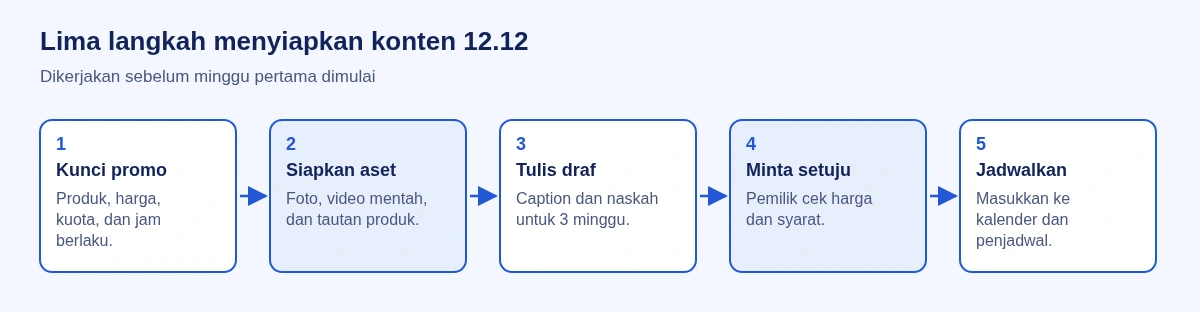 Lima langkah menyiapkan konten 12.12
Dikerjakan sebelum minggu pertama dimulai
1
Kunci promo
Produk, harga,
kuota, dan jam
berlaku.
2
Siapkan aset
Foto, video mentah,
dan tautan produk.
3
Tulis draf
Caption dan naskah
untuk 3 minggu.
4
Minta setuju
Pemilik cek harga
dan syarat.
5
Jadwalkan
Masukkan ke
kalender dan
penjadwal.